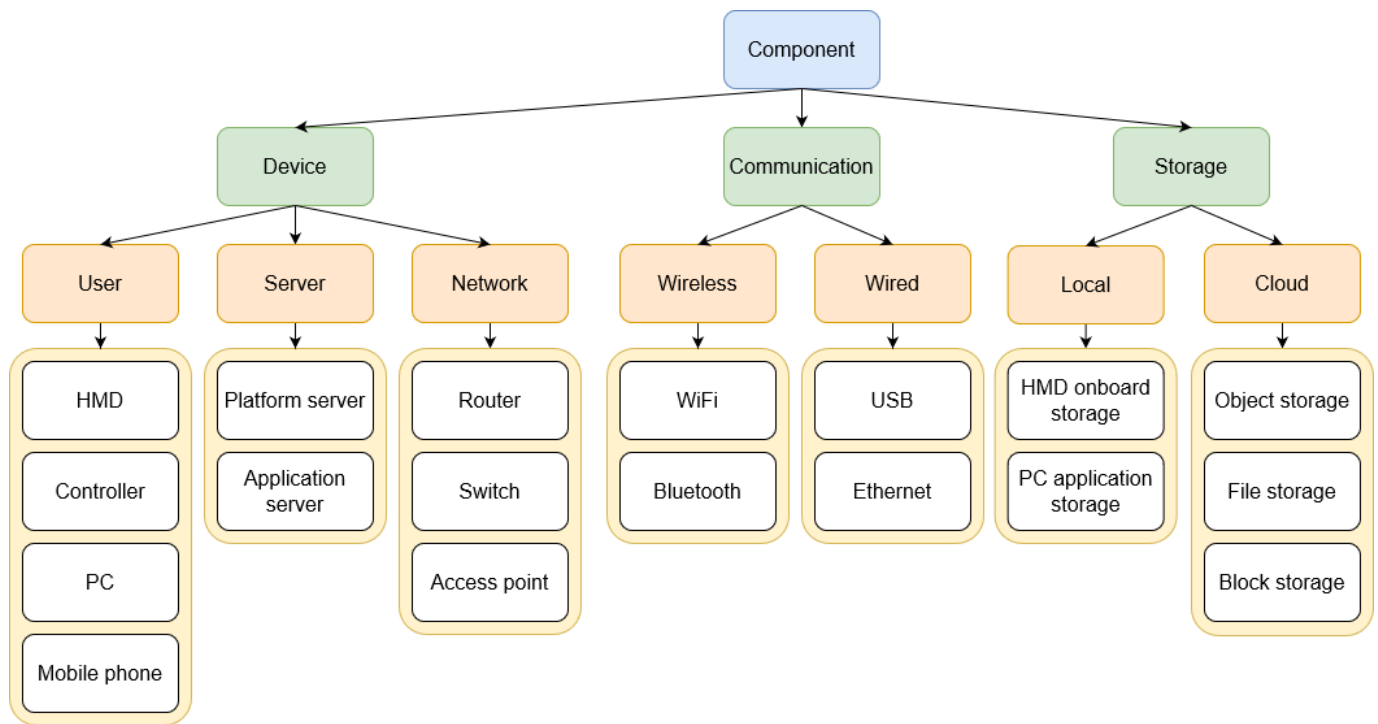 Component
Device
Communication
Storage
User
Server
Network
Wireless
Wired
Local
Cloud
HMD
Controller
PC
Mobile phone
Platform server
Application
server
Router
Switch
Access point
WiFi
Bluetooth
USB
Ethernet
HMD onboard
storage
PC application
storage
Object storage
File storage
Block storage